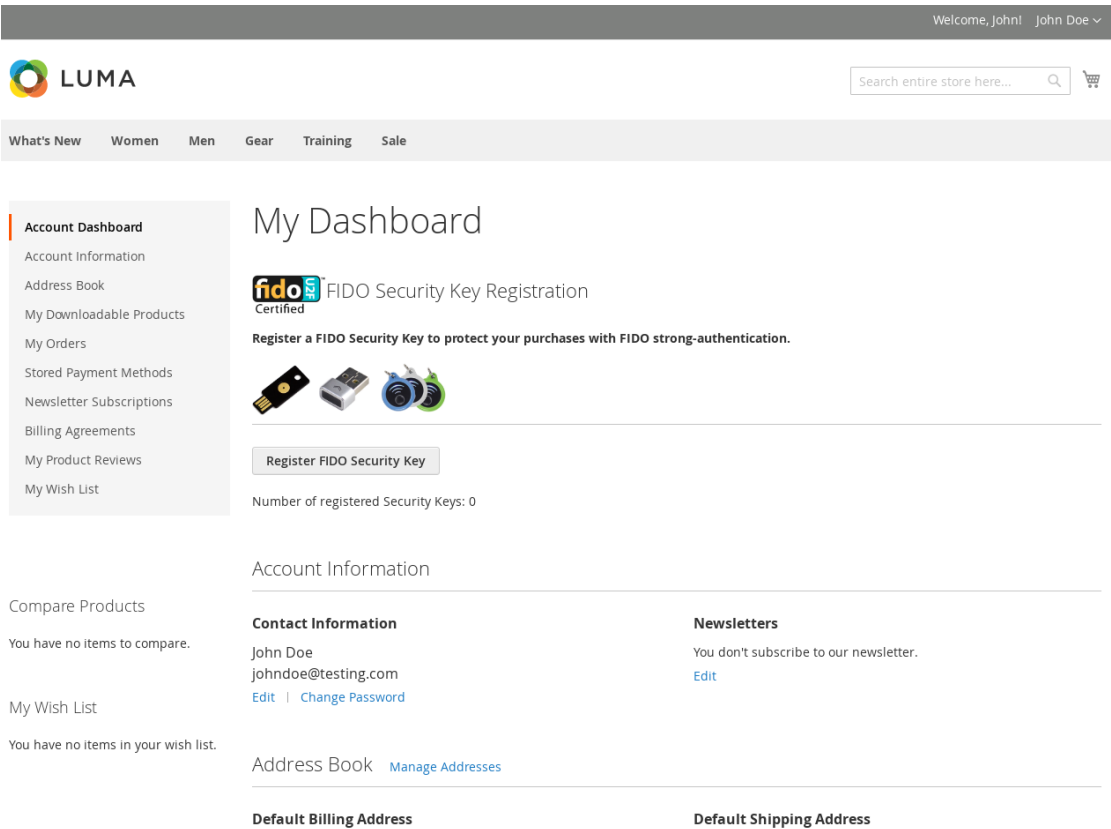 Welcome, John! John Doe
LUMA
Search entire store here...
What's New Women Men Gear Training Sale
Account Dashboard
Account Information
Address Book
My Downloadable Products
My Orders
Stored Payment Methods
Newsletter Subscriptions
Billing Agreements
My Product Reviews
My Wish List
Compare Products
You have no items to compare.
My Wish List
You have no items in your wish list.
My Dashboard
fido U2F ™
Certified
FIDO Security Key Registration
Register a FIDO Security Key to protect your purchases with FIDO strong-authentication.
Register FIDO Security Key
Number of registered Security Keys: 0
Account Information
Contact Information
John Doe
johndoe@testing.com
Edit | Change Password
Newsletters
You don't subscribe to our newsletter.
Edit
Address Book Manage Addresses
Default Billing Address
Default Shipping Address